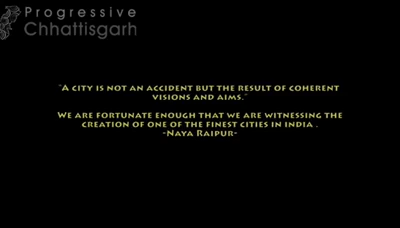 Progressive
Chhattisgarh
"A CITY IS NOT AN ACCIDENT BUT THE RESULT OF COHERENT
VISIONS AND AIMS."
WE ARE FORTUNATE ENOUGH THAT WE ARE WITNESSING THE
CREATION OF ONE OF THE FINEST CITIES IN INDIA .
-NAYA RAIPUR-